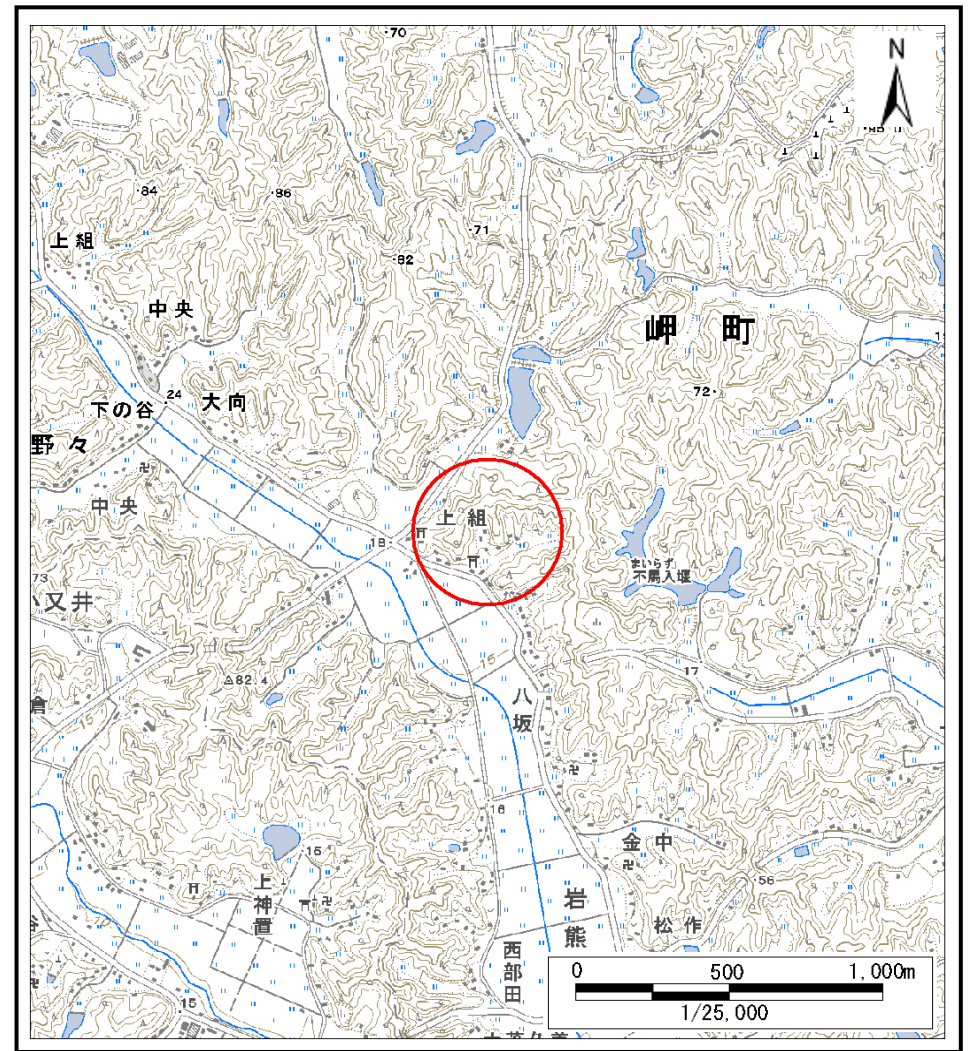 70
N
84
86
71
82
上組
中央
岬町
72
24
大向
下の谷
野々
中央
上組
18
まいらず
不馬入堰
73
又井
15
17
82.4
倉
15
八坂
16
金中
15
56
上神置
岩熊
松作
西部田
谷
15
0 500 1,000m
1/25,000